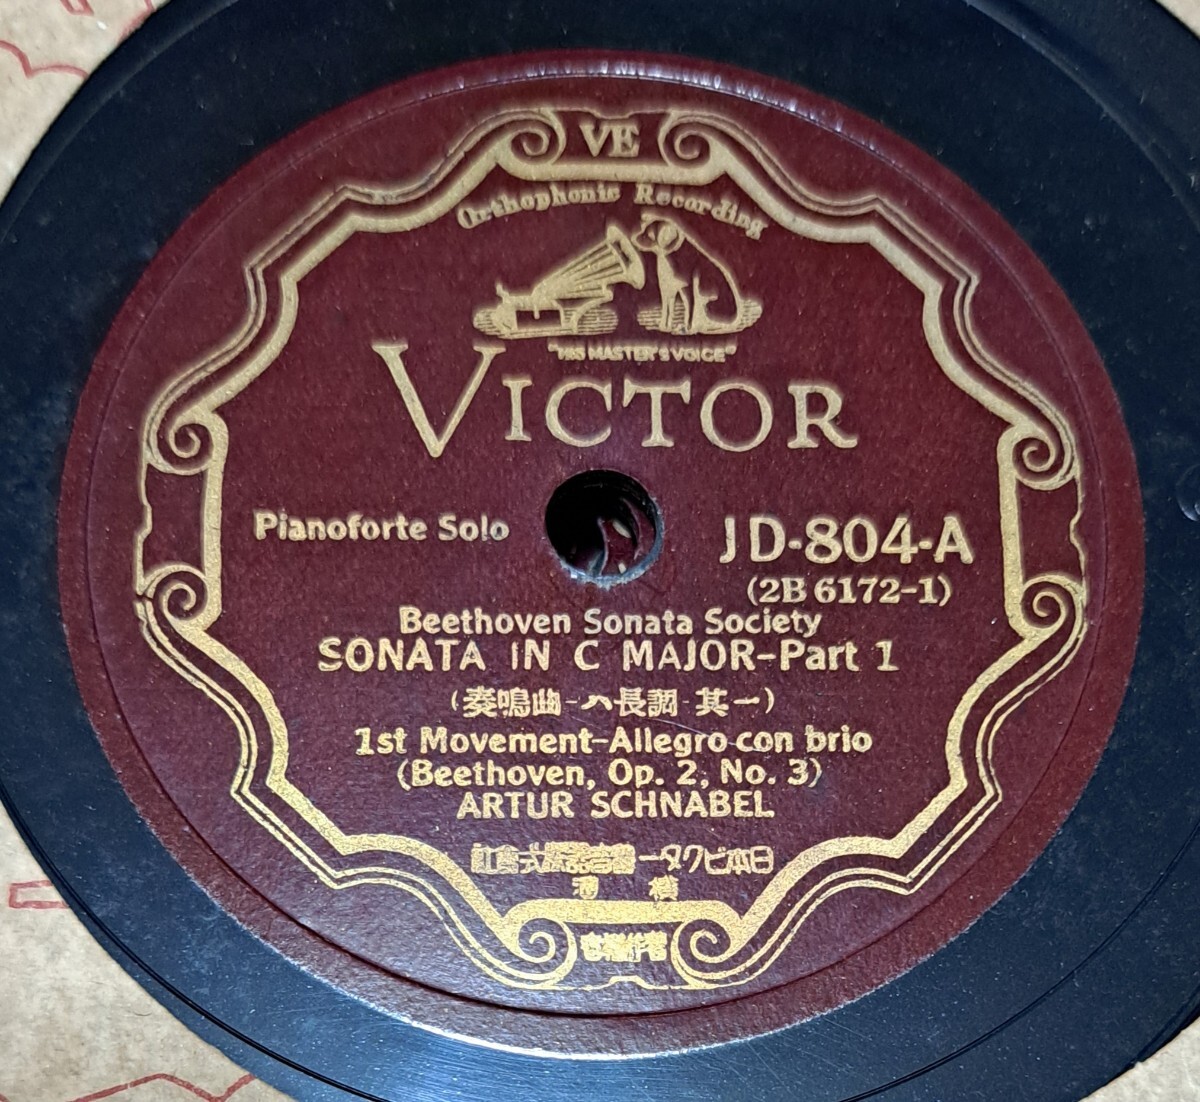 VE
Orthophonic Recording
"HIS MASTER'S VOICE"
VICTOR
Pianoforte Solo
JD-804-A
(2B 6172-1)
Beethoven Sonata Society
SONATA IN C MAJOR-Part 1
(奏鳴曲-ハ長調-其一)
1st Movement-Allegro con brio
(Beethoven, Op. 2, No. 3)
ARTUR SCHNABEL
社會式株器音蓄ータクビ本日
濱橫